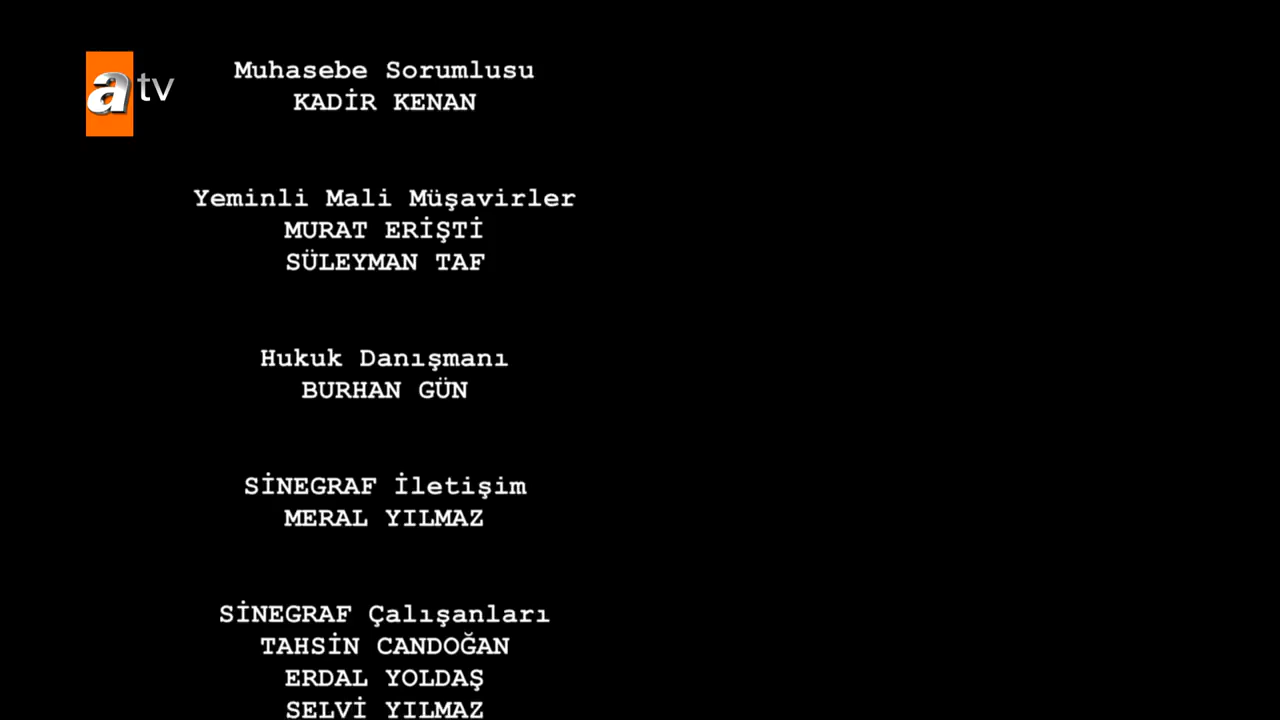 atv
Muhasebe Sorumlusu
KADİR KENAN
Yeminli Mali Müşavirler
MURAT ERİŞTİ
SÜLEYMAN TAF
Hukuk Danışmanı
BURHAN GÜN
SİNEGRAF İletişim
MERAL YILMAZ
SİNEGRAF Çalışanları
TAHSİN CANDOĞAN
ERDAL YOLDAŞ
SELVİ YILMAZ